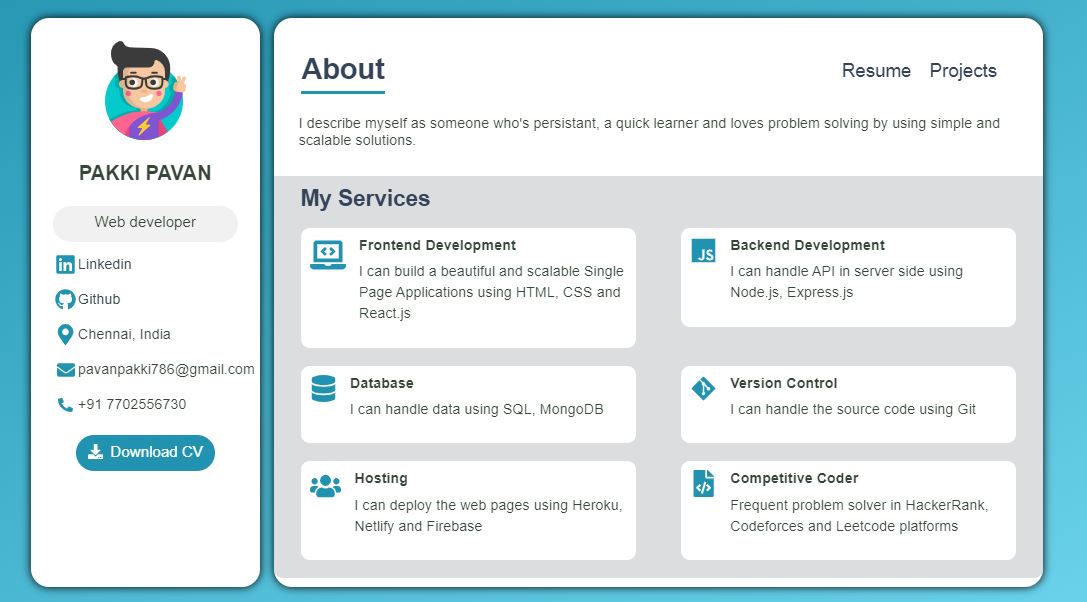 PAKKI PAVAN
Web developer
Linkedin
Github
Chennai, India
pavanpakki786@gmail.com
+91 7702556730
Download CV
About
Resume
Projects
I describe myself as someone who's persistant, a quick learner and loves problem solving by using simple and
scalable solutions.
My Services
Frontend Development
I can build a beautiful and scalable Single
Page Applications using HTML, CSS and
React.js
JS
Backend Development
I can handle API in server side using
Node.js, Express.js
Database
I can handle data using SQL, MongoDB
Version Control
I can handle the source code using Git
Hosting
I can deploy the web pages using Heroku,
Netlify and Firebase
Competitive Coder
Frequent problem solver in HackerRank,
Codeforces and Leetcode platforms